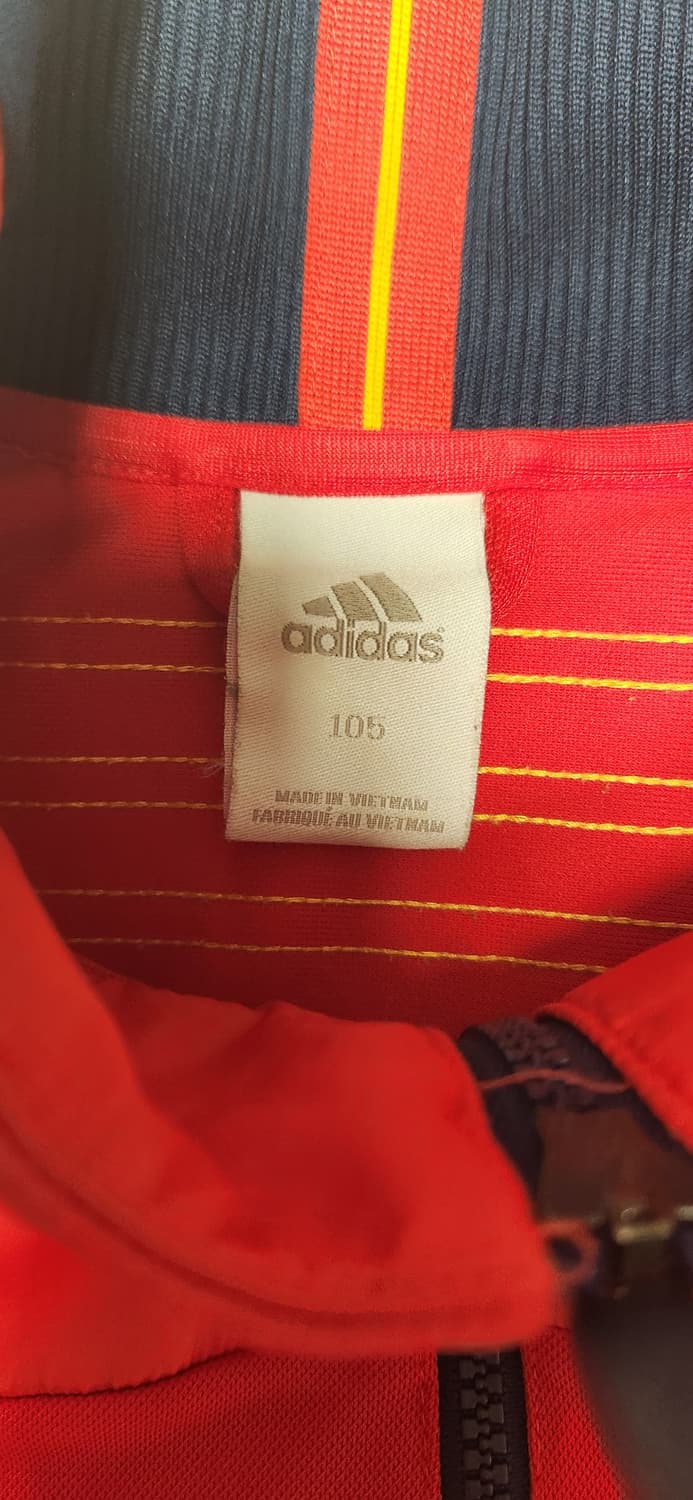 adidas
105
MADE IN VIETNAM
FABRIQUÉ AU VIETNAM